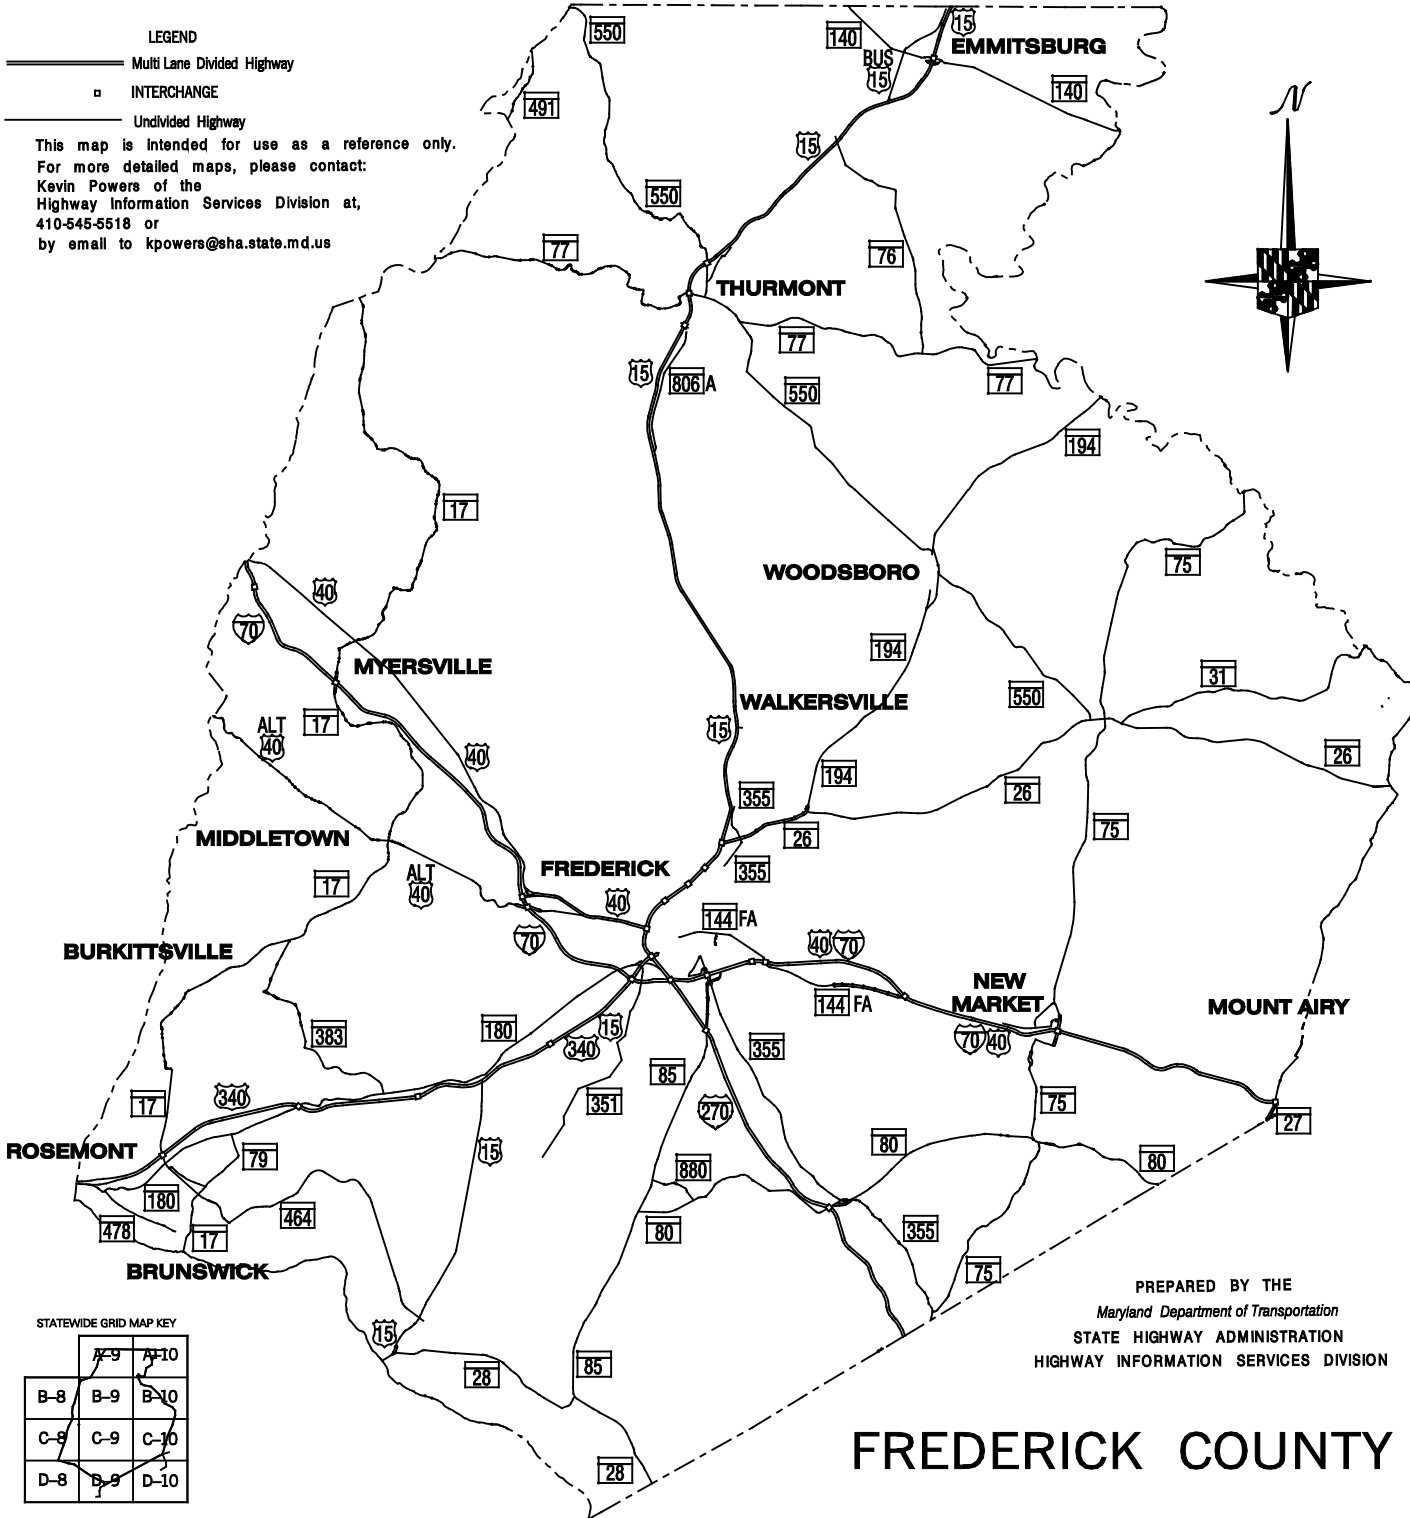 LEGEND
Multi Lane Divided Highway
INTERCHANGE
Undivided Highway
This map is intended for use as a reference only.
For more detailed maps, please contact:
Kevin Powers of the
Highway Information Services Division at,
410-545-5518 or
by email to kpowers@sha.state.md.us
550
140
15
EMMITSBURG
BUS
15
140
491
15
N
550
77
76
THURMONT
77
15
806 A
550
77
194
17
WOODSBORO
75
40
70
194
MYERSVILLE
31
550
WALKERSVILLE
17
ALT
40
15
40
26
194
355
26
75
MIDDLETOWN
26
355
FREDERICK
ALT
17
40
40
144 FA
BURKITTSVILLE
70
40 70
NEW
MARKET
144 FA
MOUNT AIRY
383
180
15
340
70 40
355
85
340
17
351
270
75
27
ROSEMONT
79
15
80
80
880
180
464
478
17
80
355
BRUNSWICK
75
PREPARED BY THE
Maryland Department of Transportation
STATE HIGHWAY ADMINISTRATION
HIGHWAY INFORMATION SERVICES DIVISION
STATEWIDE GRID MAP KEY
A-9 A-10
B-8 B-9 B-10
C-8 C-9 C-10
D-8 D-9 D-10
15
28
85
28
FREDERICK COUNTY